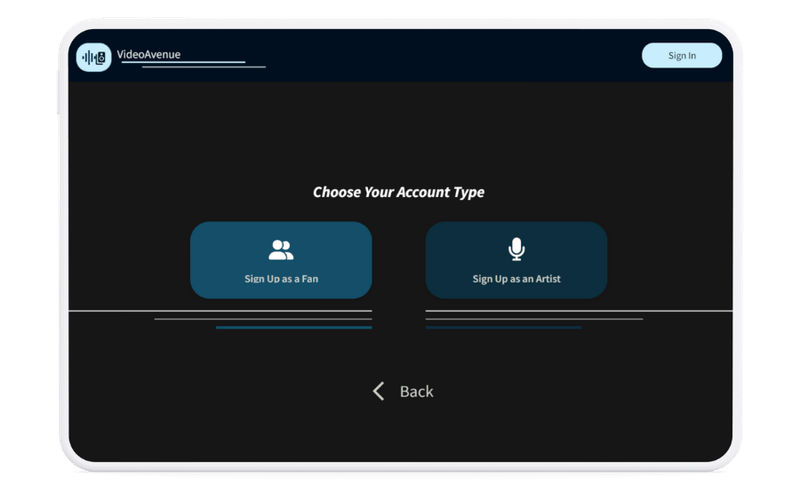 VideoAvenue
Sign In
Choose Your Account Type
Sign Up as a Fan
Sign Up as an Artist
Back